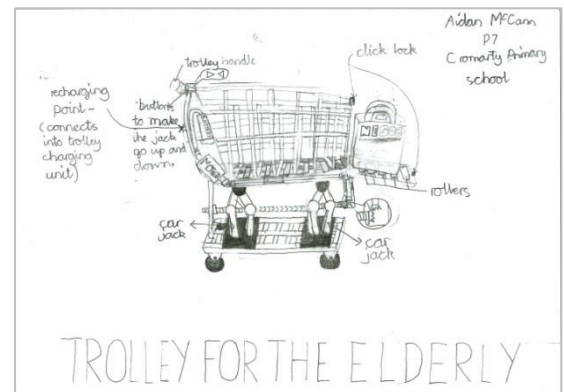 Aidan McCann
P7
Cromarty Primary
school
trolley handle
click lock
recharging
point -
(connects
into trolley
charging
unit)
buttons
to make
the jack
go up and
down.
rollers
car
jack
car
jack
TROLLEY FOR THE ELDERLY